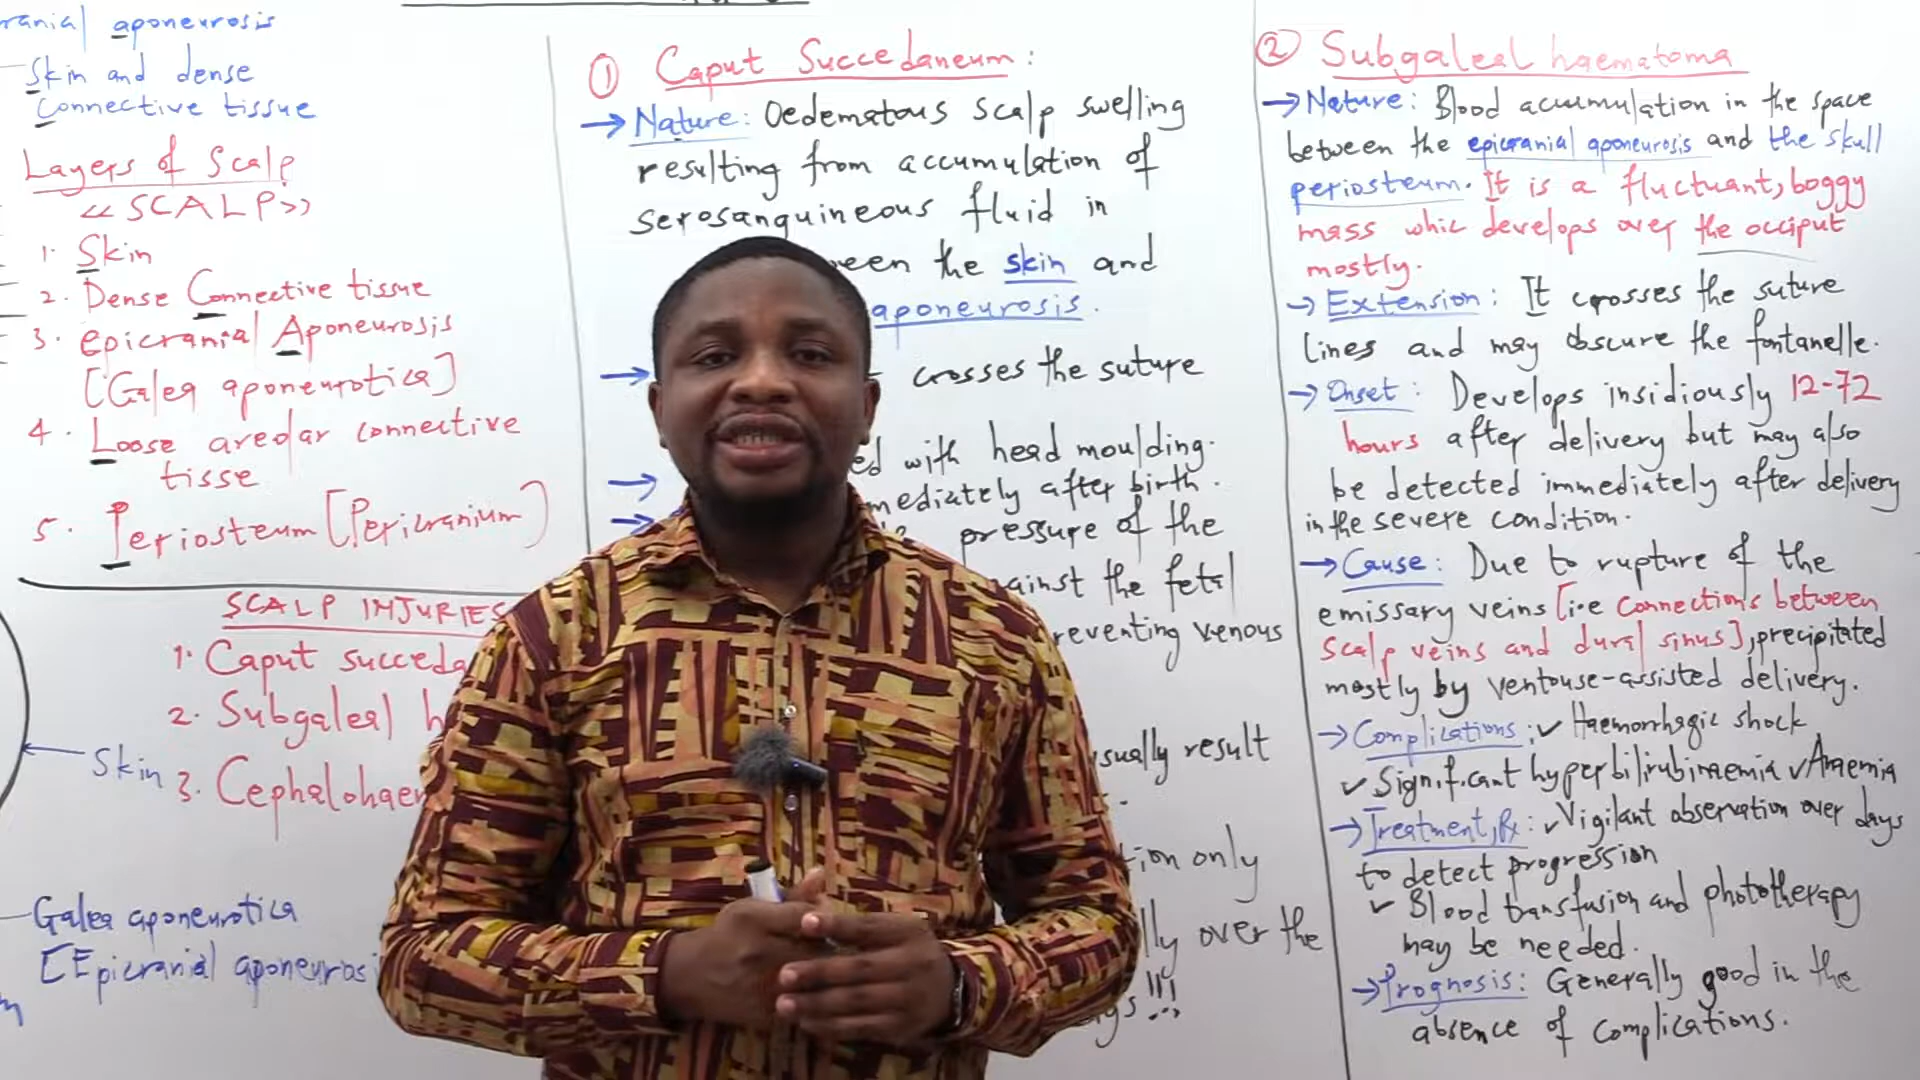 ranial aponeurosis
Skin and dense
Connective tissue
Layers of Scalp
<< SCALP>>
1. Skin
2. Dense Connective tissue
3. epicranial Aponeurosis
[Galea aponeurotica]
4. Loose areolar connective
tisse
5. Periosteum [Pericranium]
SCALP INJURIES
1. Caput succeda
2. Subgaleal h
Skin
3. Cephalohaem
Galea aponeurotica
[Epicranial aponeurosi
① Caput Succedaneum:
→ Nature: Oedematous scalp swelling
resulting from accumulation of
serosanguineous fluid in
een the skin and
aponeurosis.
→ crosses the suture
ed with head moulding.
→ mediately after birth.
→ pressure of the
ainst the fetal
reventing venous
sually result
tion only
lly over the
!!!
② Subgaleal haematoma
→ Nature: Blood acumulation in the space
between the epicranial aponeurosis and the skull
periosteum. It is a fluctuant, boggy
mass whic develops over the occiput
mostly.
→ Extension: It crosses the suture
lines and may obscure the fontanelle.
→ Onset: Develops insidiously 12-72
hours after delivery but may also
be detected immediately after delivery
in the severe condition.
→ Cause: Due to rupture of the
emissary veins [i.e connections between
scalp veins and dural sinus], precipitated
mostly by ventouse-assisted delivery.
→ Complications: ✓ Haemorrhagic shock
✓ Significant hyperbilirubinaemia ✓ Anaemia
→ Treatment, Rx: ✓ Vigilant observation over days
to detect progression
✓ Blood transfusion and phototherapy
may be needed.
→ Prognosis: Generally good in the
absence of complications.